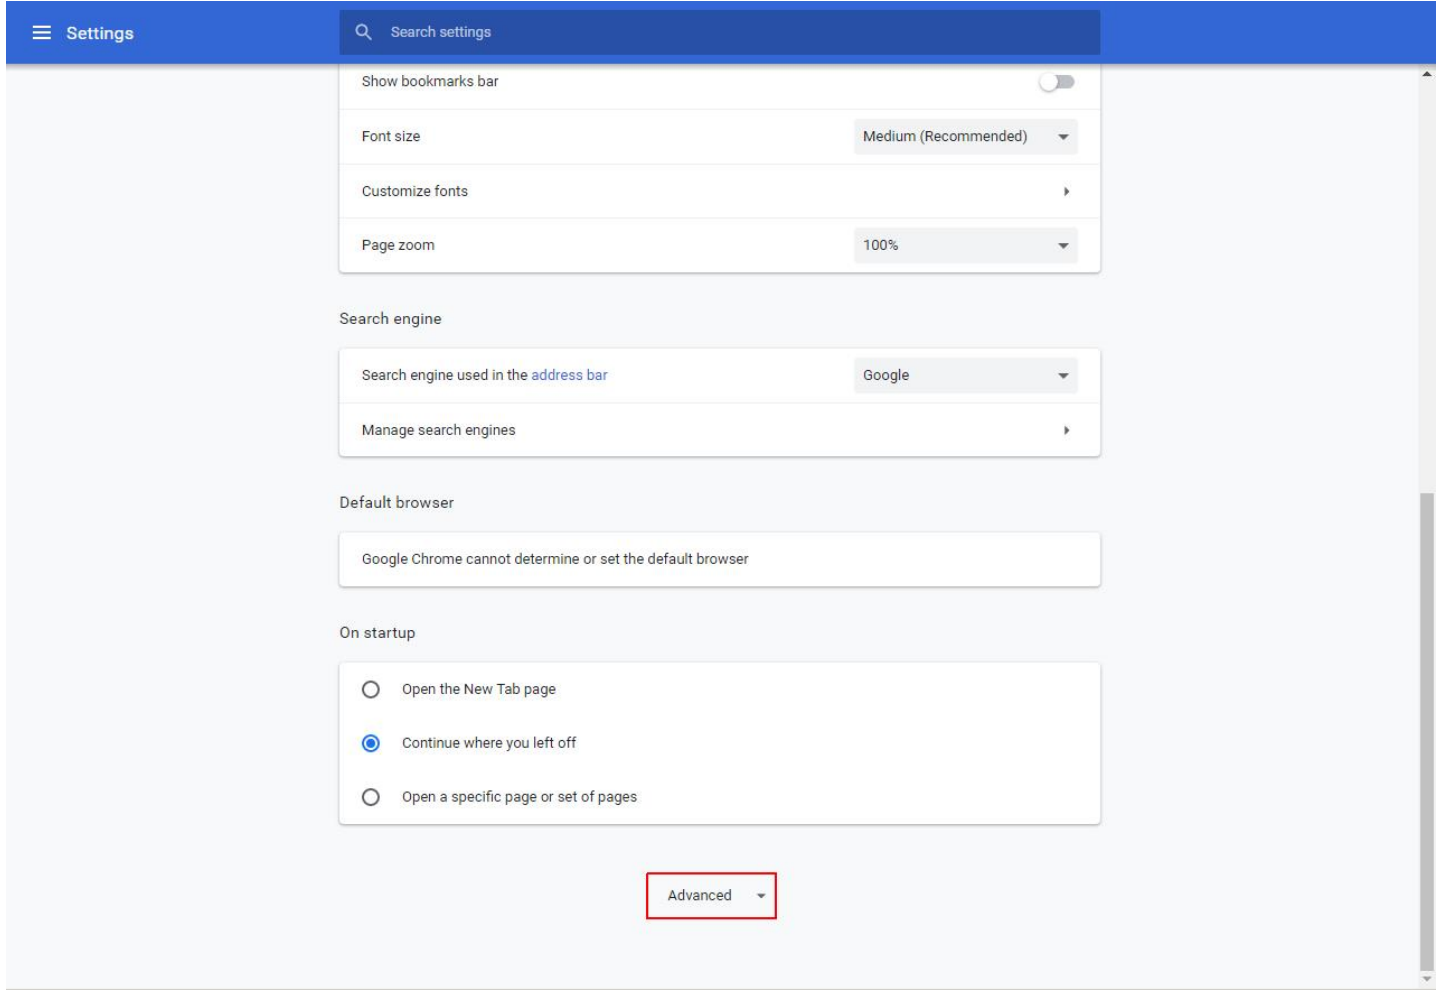 Settings
Search settings
Show bookmarks bar
Font size Medium (Recommended)
Customize fonts
Page zoom 100%
Search engine
Search engine used in the address bar Google
Manage search engines
Default browser
Google Chrome cannot determine or set the default browser
On startup
Open the New Tab page
Continue where you left off
Open a specific page or set of pages
Advanced